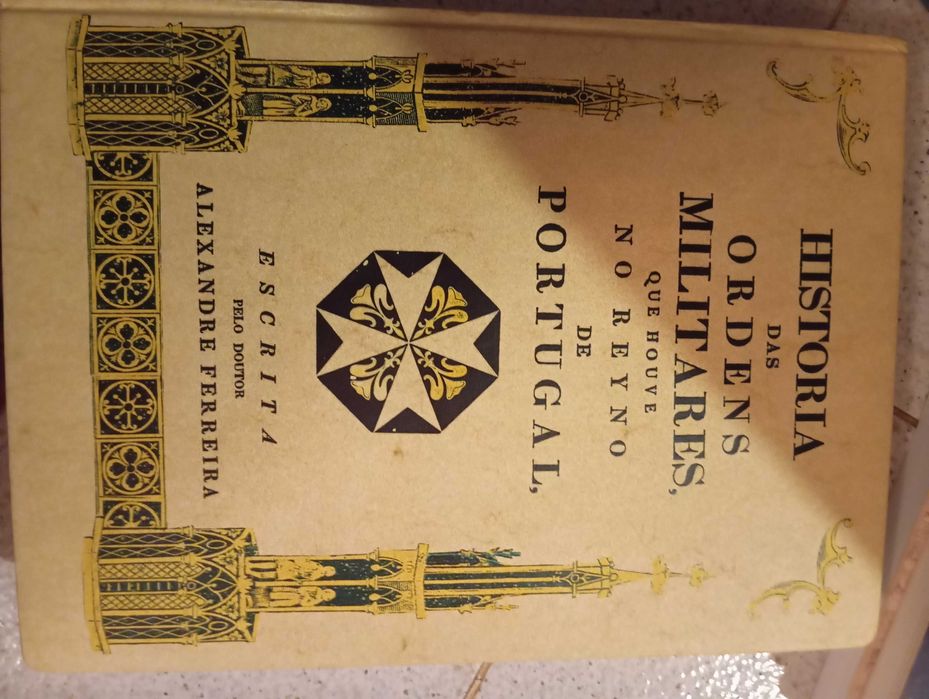 HISTORIA
DAS
ORDENS
MILITARES,
QUE HOUVE
NO REYNO
DE
PORTUGAL,
ESCRITA
PELO DOUTOR
ALEXANDRE FERREIRA